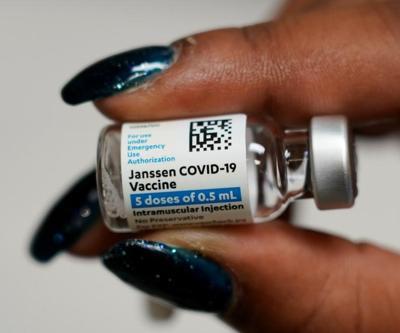 For use
under
Emergency
Use
Authorization
Janssen COVID-19
Vaccine
5 doses of 0.5 mL
Intramuscular Injection
No Preservative